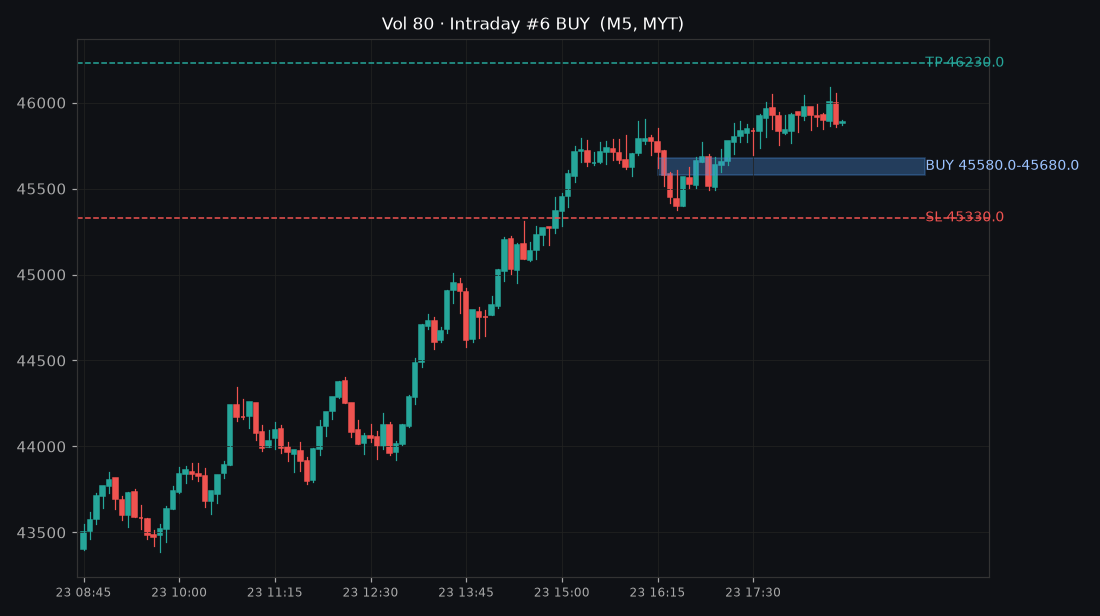 Vol 80 · Intraday #6 BUY (M5, MYT)
TP 46230.0
46000
BUY 45580.0-45680.0
45500
SL 45330.0
45000
44500
44000
43500
23 08:45 23 10:00 23 11:15 23 12:30 23 13:45 23 15:00 23 16:15 23 17:30